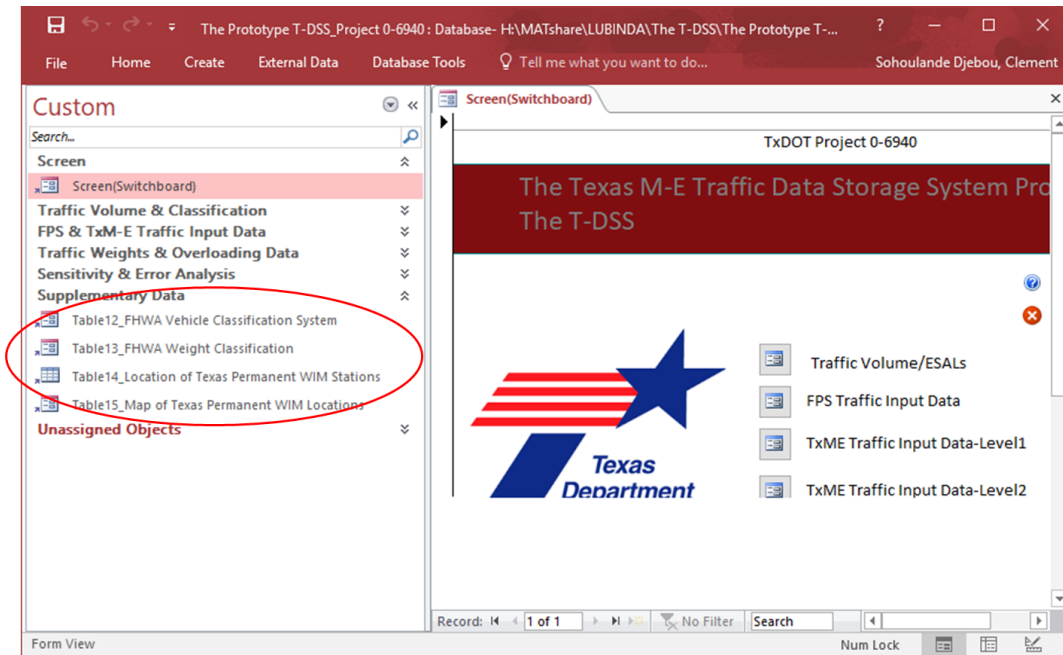 The Prototype T-DSS_Project 0-6940 : Database- H:\MATshare\LUBINDA\The T-DSS\The Prototype T-... ?
File Home Create External Data Database Tools Tell me what you want to do... Sohoulande Djebou, Clement
Custom
Search...
Screen
Screen(Switchboard)
Traffic Volume & Classification
FPS & TxM-E Traffic Input Data
Traffic Weights & Overloading Data
Sensitivity & Error Analysis
Supplementary Data
Table12_FHWA Vehicle Classification System
Table13_FHWA Weight Classification
Table14_Location of Texas Permanent WIM Stations
Table15_Map of Texas Permanent WIM Locations
Unassigned Objects
Screen(Switchboard)
TxDOT Project 0-6940
The Texas M-E Traffic Data Storage System Pro
The T-DSS
Texas
Department
Traffic Volume/ESALs
FPS Traffic Input Data
TxME Traffic Input Data-Level1
TxME Traffic Input Data-Level2
Record: 1 of 1 No Filter Search
Form View Num Lock